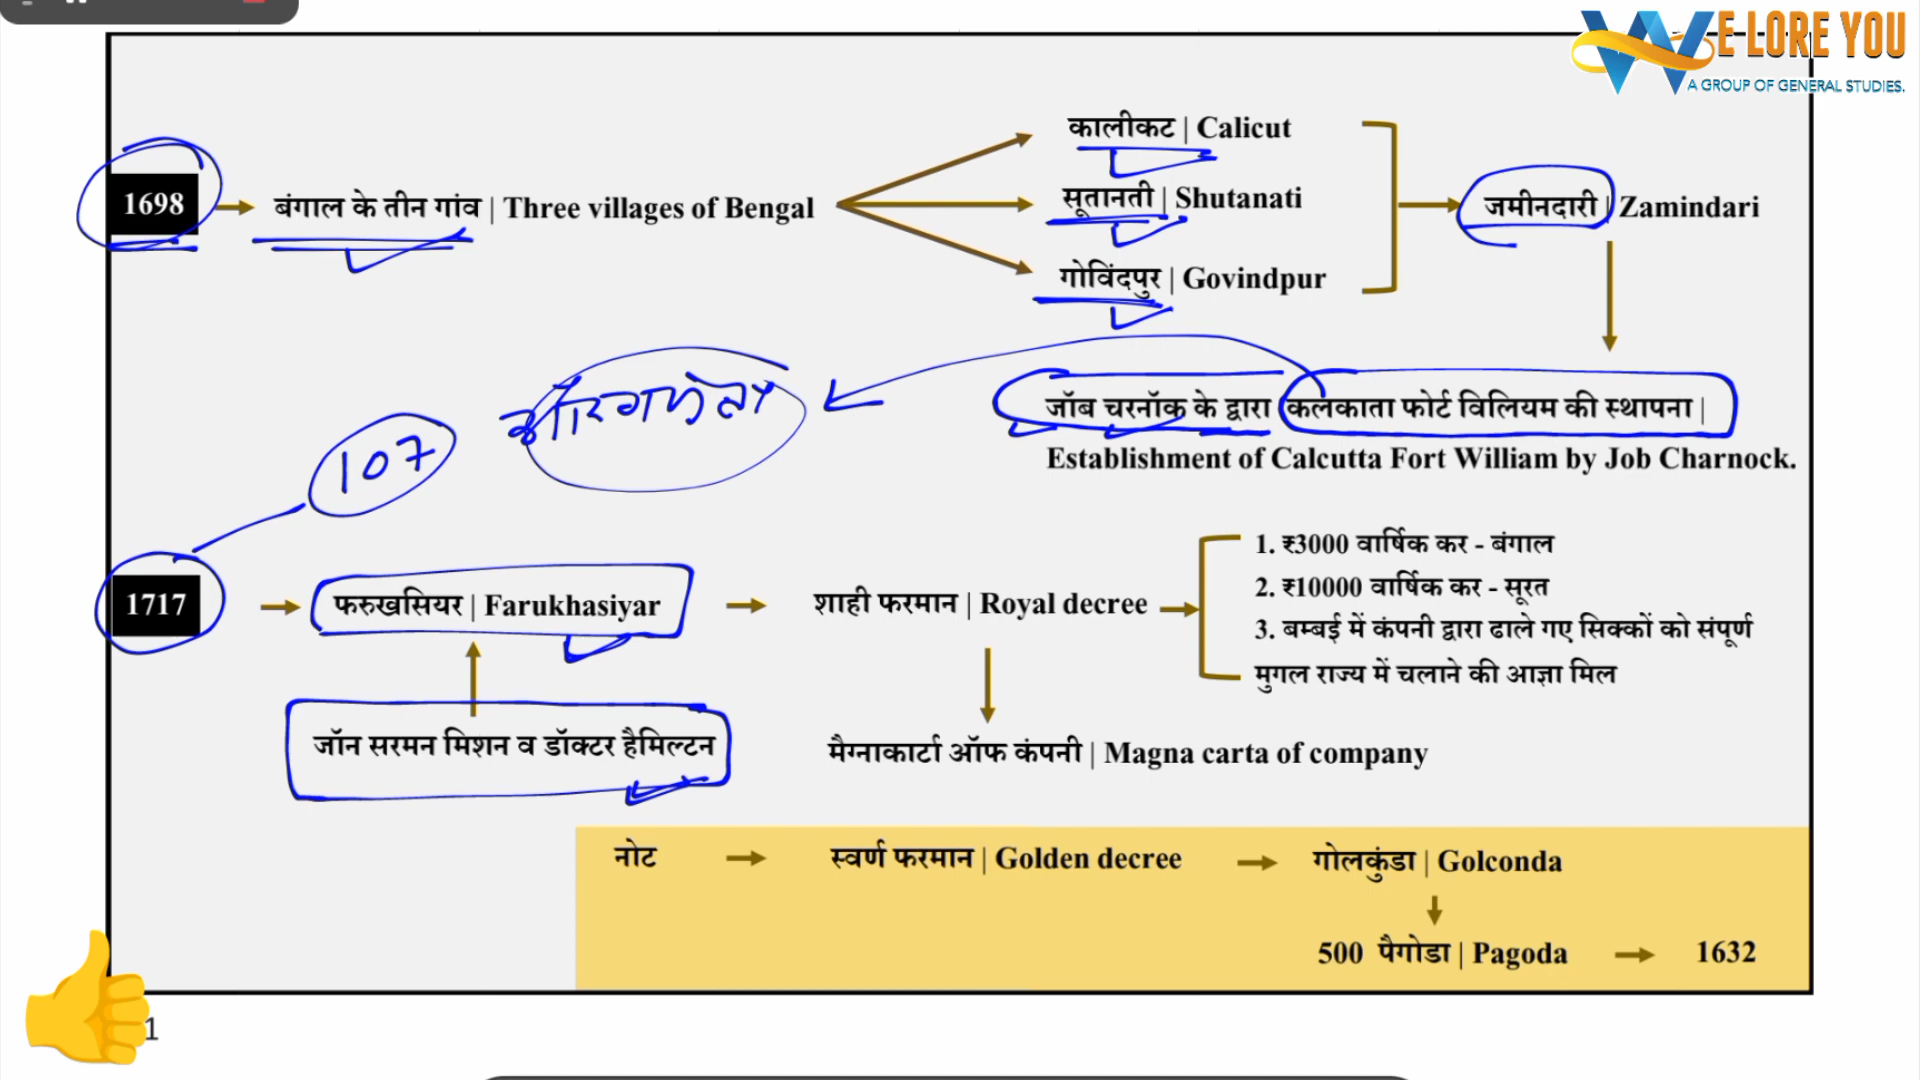 WE LORE YOU
A GROUP OF GENERAL STUDIES.
1698
बंगाल के तीन गांव | Three villages of Bengal
कालीकट | Calicut
सूतानती | Shutanati
गोविंदपुर | Govindpur
जमीनदारी | Zamindari
जॉब चरनॉक के द्वारा कलकाता फोर्ट विलियम की स्थापना |
Establishment of Calcutta Fort William by Job Charnock.
107
1717
फरुखसियर | Farukhasiyar
शाही फरमान | Royal decree
1. ₹3000 वार्षिक कर - बंगाल
2. ₹10000 वार्षिक कर - सूरत
3. बम्बई में कंपनी द्वारा ढाले गए सिक्कों को संपूर्ण
मुगल राज्य में चलाने की आज्ञा मिल
जॉन सरमन मिशन व डॉक्टर हैमिल्टन
मैग्नाकार्टा ऑफ कंपनी | Magna carta of company
नोट
स्वर्ण फरमान | Golden decree
गोलकुंडा | Golconda
500 पैगोडा | Pagoda
1632
1